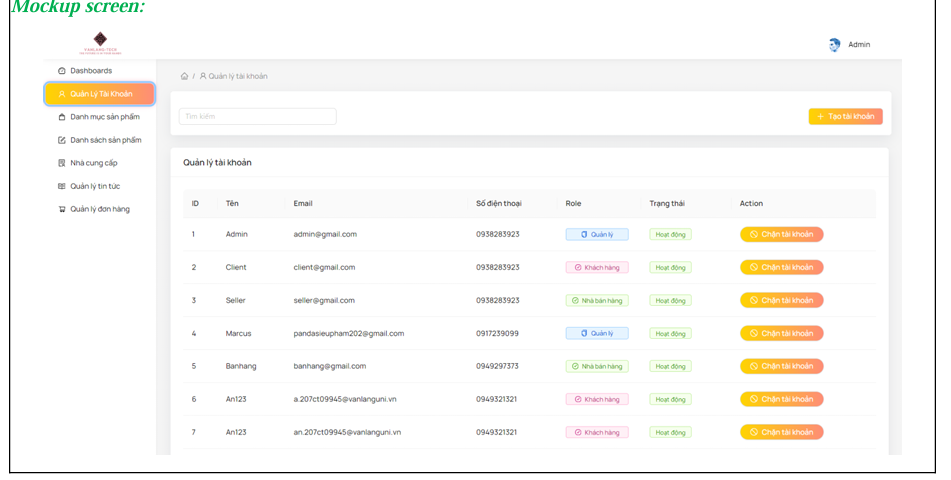 Mockup screen:
VANLANG-TECH
Admin
Dashboards
Quản Lý Tài Khoản
Danh mục sản phẩm
Danh sách sản phẩm
Nhà cung cấp
Quản lý tin tức
Quản lý đơn hàng
/ Quản lý tài khoản
Tìm kiếm
+ Tạo tài khoản
Quản lý tài khoản
ID Tên Email Số điện thoại Role Trạng thái Action
1 Admin admin@gmail.com 0938283923 Quản lý Hoạt động Chặn tài khoản
2 Client client@gmail.com 0938283923 Khách hàng Hoạt động Chặn tài khoản
3 Seller seller@gmail.com 0938283923 Nhà bán hàng Hoạt động Chặn tài khoản
4 Marcus pandasieupham202@gmail.com 0917239099 Quản lý Hoạt động Chặn tài khoản
5 Banhang banhang@gmail.com 0949297373 Nhà bán hàng Hoạt động Chặn tài khoản
6 An123 a.207ct09945@vanlanguni.vn 0949321321 Khách hàng Hoạt động Chặn tài khoản
7 An123 an.207ct09945@vanlanguni.vn 0949321321 Khách hàng Hoạt động Chặn tài khoản